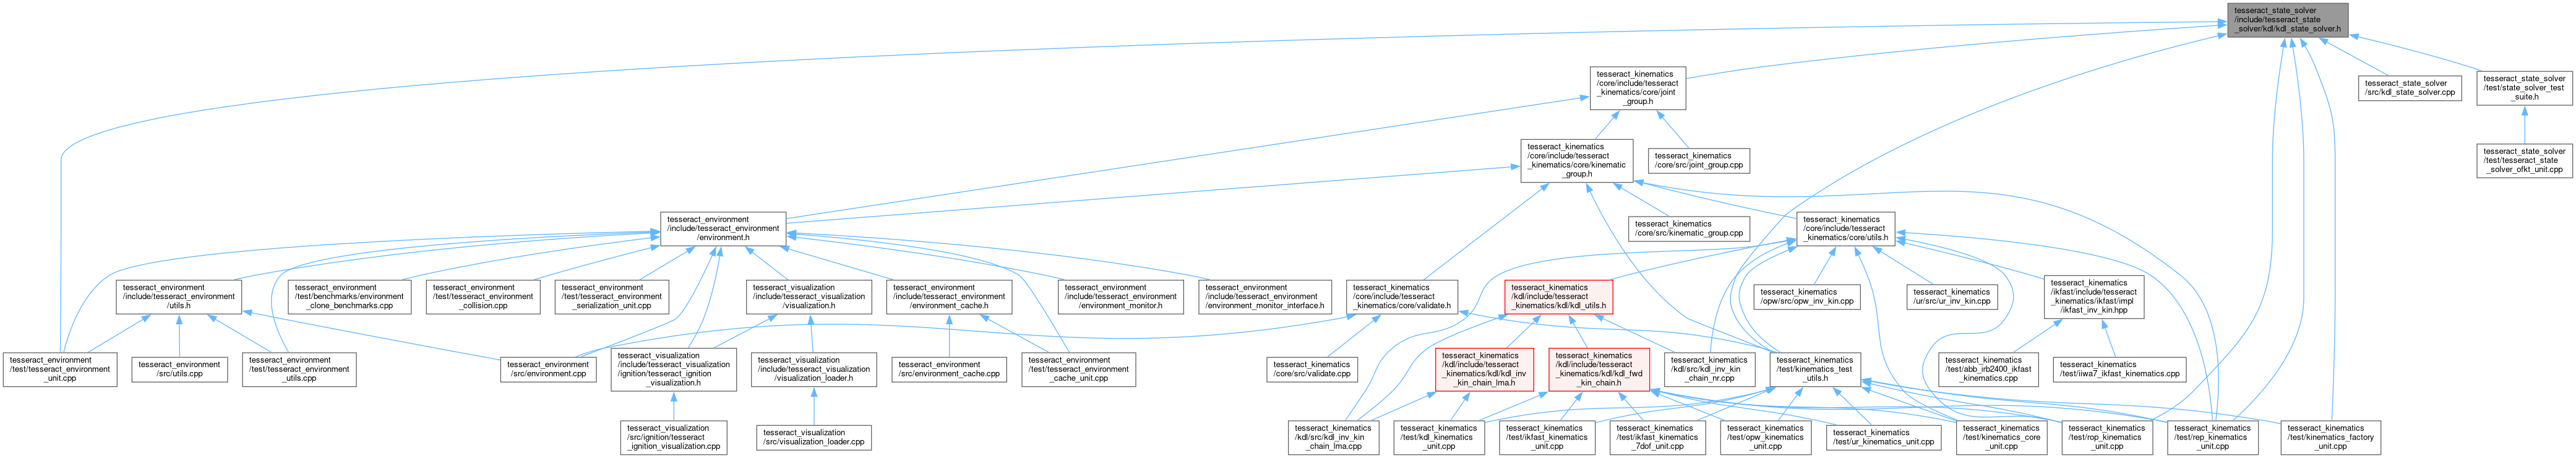 tesseract_state_solver
/include/tesseract_state
_solver/kdl/kdl_state_solver.h
tesseract_kinematics
/core/include/tesseract
_kinematics/core/joint
_group.h
tesseract_state_solver
/src/kdl_state_solver.cpp
tesseract_state_solver
/test/state_solver_test
_suite.h
tesseract_kinematics
/core/include/tesseract
_kinematics/core/kinematic
_group.h
tesseract_kinematics
/core/src/joint_group.cpp
tesseract_state_solver
/test/tesseract_state
_solver_ofkt_unit.cpp
tesseract_environment
/include/tesseract_environment
/environment.h
tesseract_kinematics
/core/src/kinematic_group.cpp
tesseract_kinematics
/core/include/tesseract
_kinematics/core/utils.h
tesseract_environment
/include/tesseract_environment
/utils.h
tesseract_environment
/test/benchmarks/environment
_clone_benchmarks.cpp
tesseract_environment
/test/tesseract_environment
_collision.cpp
tesseract_environment
/test/tesseract_environment
_serialization_unit.cpp
tesseract_visualization
/include/tesseract_visualization
/visualization.h
tesseract_environment
/include/tesseract_environment
/environment_cache.h
tesseract_environment
/include/tesseract_environment
/environment_monitor.h
tesseract_environment
/include/tesseract_environment
/environment_monitor_interface.h
tesseract_kinematics
/core/include/tesseract
_kinematics/core/validate.h
tesseract_kinematics
/kdl/include/tesseract
_kinematics/kdl/kdl_utils.h
tesseract_kinematics
/opw/src/opw_inv_kin.cpp
tesseract_kinematics
/ur/src/ur_inv_kin.cpp
tesseract_kinematics
/ikfast/include/tesseract
_kinematics/ikfast/impl
/ikfast_inv_kin.hpp
tesseract_environment
/test/tesseract_environment
_unit.cpp
tesseract_environment
/src/utils.cpp
tesseract_environment
/test/tesseract_environment
_utils.cpp
tesseract_environment
/src/environment.cpp
tesseract_visualization
/include/tesseract_visualization
/ignition/tesseract_ignition
_visualization.h
tesseract_visualization
/include/tesseract_visualization
/visualization_loader.h
tesseract_environment
/src/environment_cache.cpp
tesseract_environment
/test/tesseract_environment
_cache_unit.cpp
tesseract_kinematics
/core/src/validate.cpp
tesseract_kinematics
/kdl/include/tesseract
_kinematics/kdl/kdl_inv
_kin_chain_lma.h
tesseract_kinematics
/kdl/include/tesseract
_kinematics/kdl/kdl_fwd
_kin_chain.h
tesseract_kinematics
/kdl/src/kdl_inv_kin
_chain_nr.cpp
tesseract_kinematics
/test/kinematics_test
_utils.h
tesseract_kinematics
/test/abb_irb2400_ikfast
_kinematics.cpp
tesseract_kinematics
/test/iiwa7_ikfast_kinematics.cpp
tesseract_visualization
/src/ignition/tesseract
_ignition_visualization.cpp
tesseract_visualization
/src/visualization_loader.cpp
tesseract_kinematics
/kdl/src/kdl_inv_kin
_chain_lma.cpp
tesseract_kinematics
/test/kdl_kinematics
_unit.cpp
tesseract_kinematics
/test/ikfast_kinematics
_unit.cpp
tesseract_kinematics
/test/ikfast_kinematics
_7dof_unit.cpp
tesseract_kinematics
/test/opw_kinematics
_unit.cpp
tesseract_kinematics
/test/ur_kinematics_unit.cpp
tesseract_kinematics
/test/kinematics_core
_unit.cpp
tesseract_kinematics
/test/rop_kinematics
_unit.cpp
tesseract_kinematics
/test/rep_kinematics
_unit.cpp
tesseract_kinematics
/test/kinematics_factory
_unit.cpp